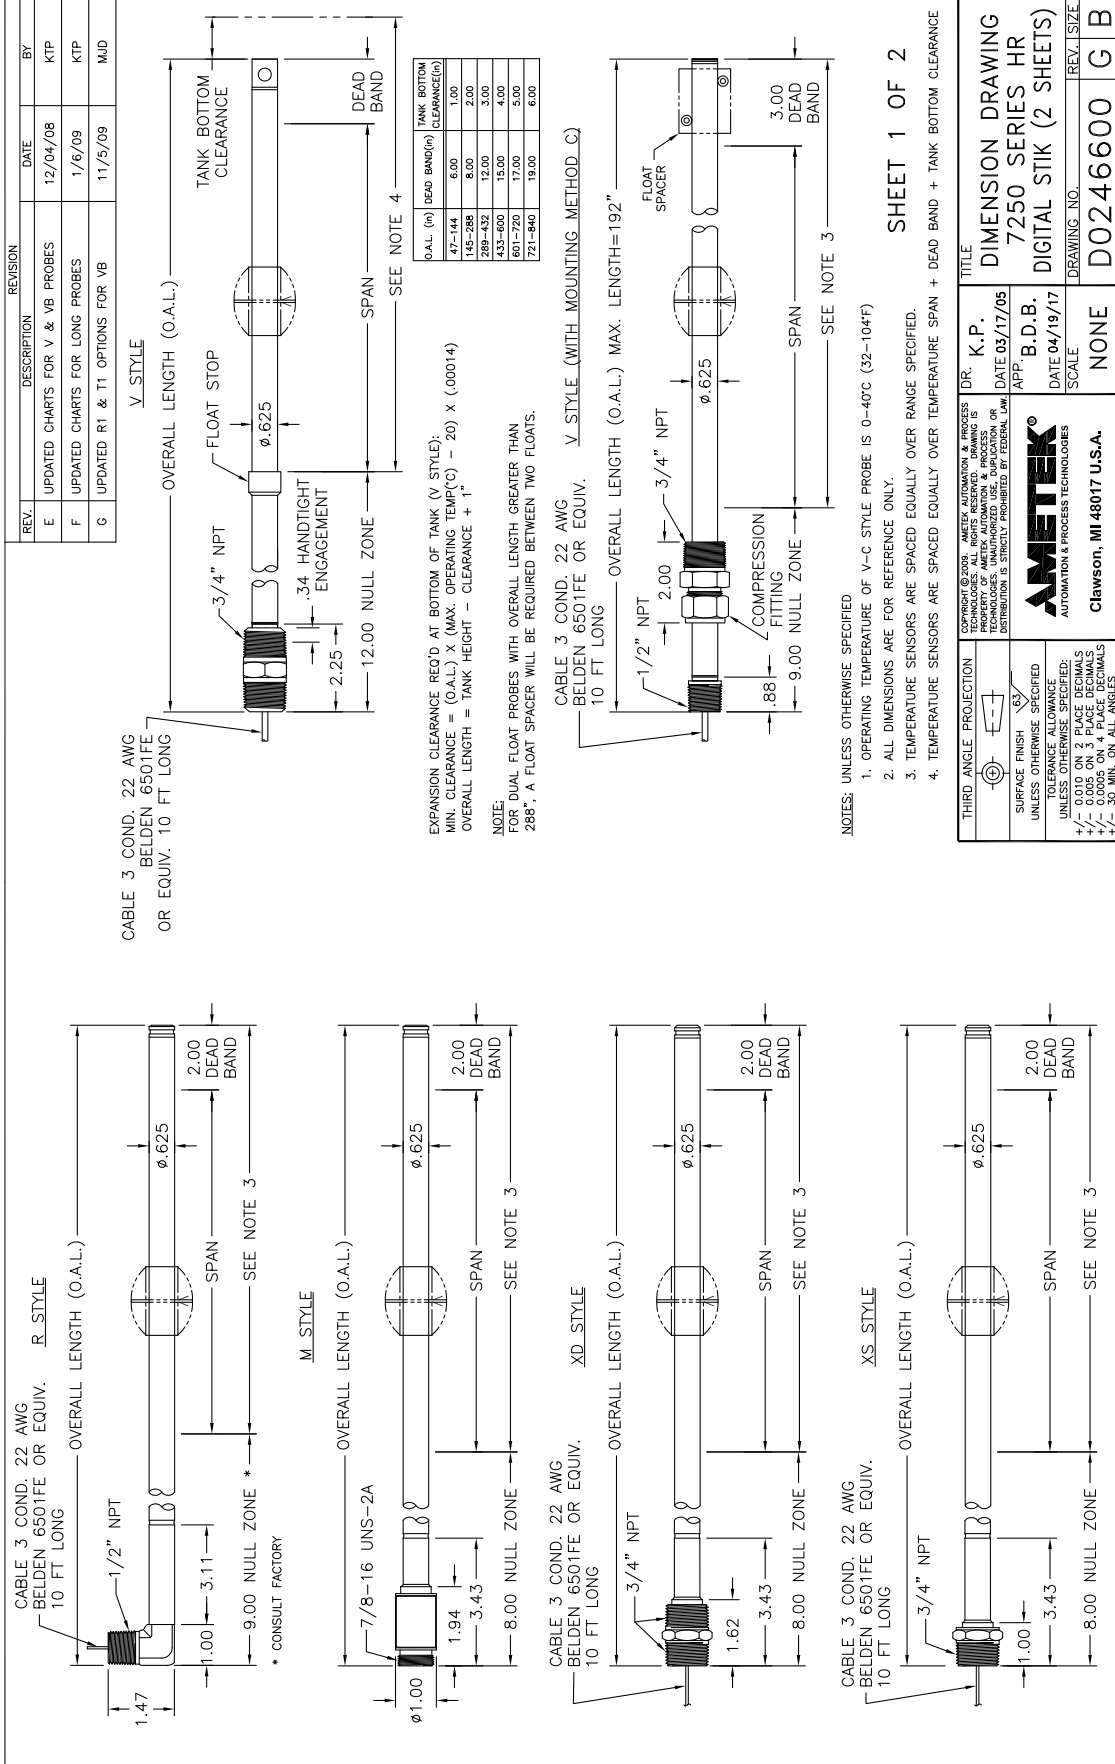 CABLE 3 COND. 22 AWG
BELDEN 6501FE OR EQUIV.
10 FT LONG
R STYLE
OVERALL LENGTH (O.A.L.)
1/2" NPT
1.47
1.00
3.11
Ø.625
SPAN
2.00
DEAD
BAND
9.00 NULL ZONE *
SEE NOTE 3
* CONSULT FACTORY
M STYLE
OVERALL LENGTH (O.A.L.)
7/8-16 UNS-2A
Ø1.00
1.94
3.43
Ø.625
SPAN
2.00
DEAD
BAND
8.00 NULL ZONE
SEE NOTE 3
CABLE 3 COND. 22 AWG
BELDEN 6501FE OR EQUIV.
10 FT LONG
XD STYLE
OVERALL LENGTH (O.A.L.)
3/4" NPT
1.62
3.43
Ø.625
SPAN
2.00
DEAD
BAND
8.00 NULL ZONE
SEE NOTE 3
CABLE 3 COND. 22 AWG
BELDEN 6501FE OR EQUIV.
10 FT LONG
XS STYLE
OVERALL LENGTH (O.A.L.)
3/4" NPT
1.00
3.43
Ø.625
SPAN
2.00
DEAD
BAND
8.00 NULL ZONE
SEE NOTE 3
REVISION
REV. DESCRIPTION DATE BY
E UPDATED CHARTS FOR V & VB PROBES 12/04/08 KTP
F UPDATED CHARTS FOR LONG PROBES 1/6/09 KTP
G UPDATED R1 & T1 OPTIONS FOR VB 11/5/09 MJD
CABLE 3 COND. 22 AWG
BELDEN 6501FE
OR EQUIV. 10 FT LONG
V STYLE
OVERALL LENGTH (O.A.L.)
TANK BOTTOM
CLEARANCE
3/4" NPT
FLOAT STOP
Ø.625
.34 HANDTIGHT
ENGAGEMENT
2.25
12.00 NULL ZONE
SPAN
DEAD
BAND
SEE NOTE 4
EXPANSION CLEARANCE REQ'D AT BOTTOM OF TANK (V STYLE):
MIN. CLEARANCE = (O.A.L.) X (MAX. OPERATING TEMP(°C) - 20) X (.00014)
OVERALL LENGTH = TANK HEIGHT - CLEARANCE + 1"
NOTE:
FOR DUAL FLOAT PROBES WITH OVERALL LENGTH GREATER THAN
288", A FLOAT SPACER WILL BE REQUIRED BETWEEN TWO FLOATS.
O.A.L. (in) DEAD BAND(in) TANK BOTTOM CLEARANCE(in)
47-144 6.00 1.00
145-288 8.00 2.00
289-432 12.00 3.00
433-600 15.00 4.00
601-720 17.00 5.00
721-840 19.00 6.00
CABLE 3 COND. 22 AWG
BELDEN 6501FE OR EQUIV.
10 FT LONG
V STYLE (WITH MOUNTING METHOD C)
OVERALL LENGTH (O.A.L.) MAX. LENGTH=192"
1/2" NPT
2.00
3/4" NPT
Ø.625
FLOAT
SPACER
.88
COMPRESSION
FITTING
9.00 NULL ZONE
SPAN
3.00
DEAD
BAND
SEE NOTE 3
NOTES: UNLESS OTHERWISE SPECIFIED
1. OPERATING TEMPERATURE OF V-C STYLE PROBE IS 0-40°C (32-104°F)
2. ALL DIMENSIONS ARE FOR REFERENCE ONLY.
3. TEMPERATURE SENSORS ARE SPACED EQUALLY OVER RANGE SPECIFIED.
4. TEMPERATURE SENSORS ARE SPACED EQUALLY OVER TEMPERATURE SPAN + DEAD BAND + TANK BOTTOM CLEARANCE
SHEET 1 OF 2
THIRD ANGLE PROJECTION
SURFACE FINISH 63
UNLESS OTHERWISE SPECIFIED
TOLERANCE ALLOWANCE
UNLESS OTHERWISE SPECIFIED:
+/- 0.010 ON 2 PLACE DECIMALS
+/- 0.005 ON 3 PLACE DECIMALS
+/- 0.0005 ON 4 PLACE DECIMALS
+/- 30 MIN. ON ALL ANGLES
COPYRIGHT © 2009. AMETEK AUTOMATION & PROCESS
TECHNOLOGIES. ALL RIGHTS RESERVED. DRAWING IS
PROPERTY OF AMETEK AUTOMATION & PROCESS
TECHNOLOGIES. UNAUTHORIZED USE, DUPLICATION OR
DISTRIBUTION IS STRICTLY PROHIBITED BY FEDERAL LAW.
AMETEK®
AUTOMATION & PROCESS TECHNOLOGIES
Clawson, MI 48017 U.S.A.
DR. K.P.
DATE 03/17/05
APP. B.D.B.
DATE 04/19/17
SCALE
NONE
TITLE
DIMENSION DRAWING
7250 SERIES HR
DIGITAL STIK (2 SHEETS)
DRAWING NO. REV. SIZE
D0246600 G B